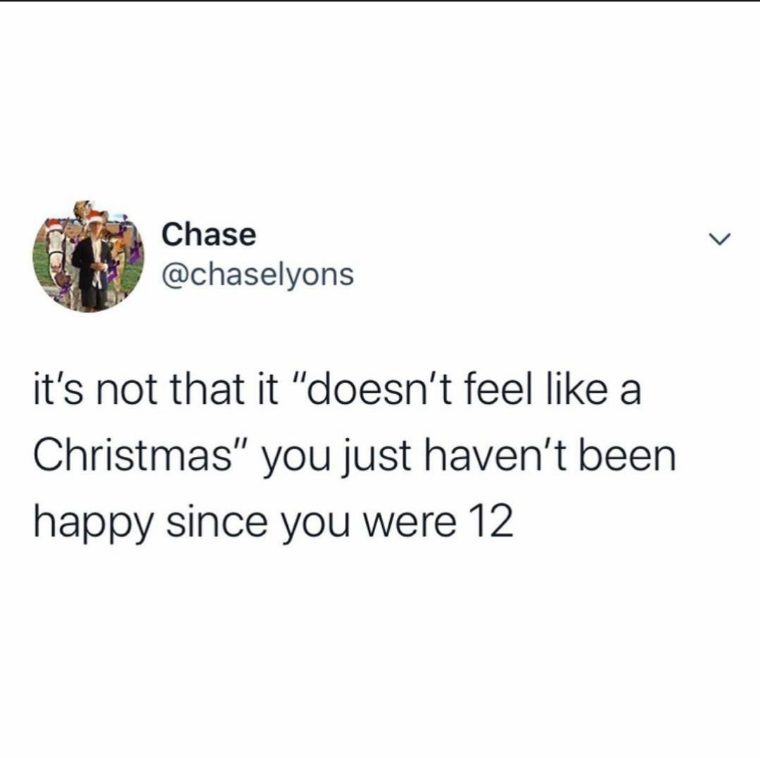 Chase
@chaselyons
it's not that it "doesn't feel like a
Christmas" you just haven't been
happy since you were 12